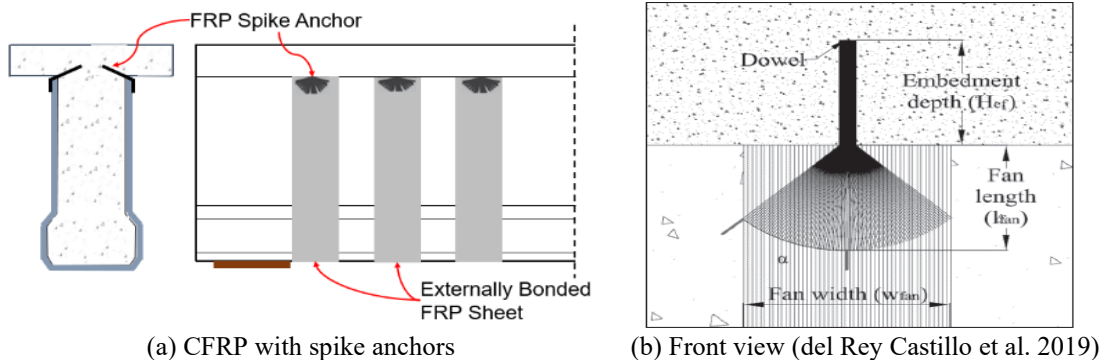 FRP Spike Anchor
Externally Bonded
FRP Sheet
(a) CFRP with spike anchors
Dowel
Embedment
depth (Hef)
Fan
length
(lfan)
α
Fan width (wfan)
(b) Front view (del Rey Castillo et al. 2019)